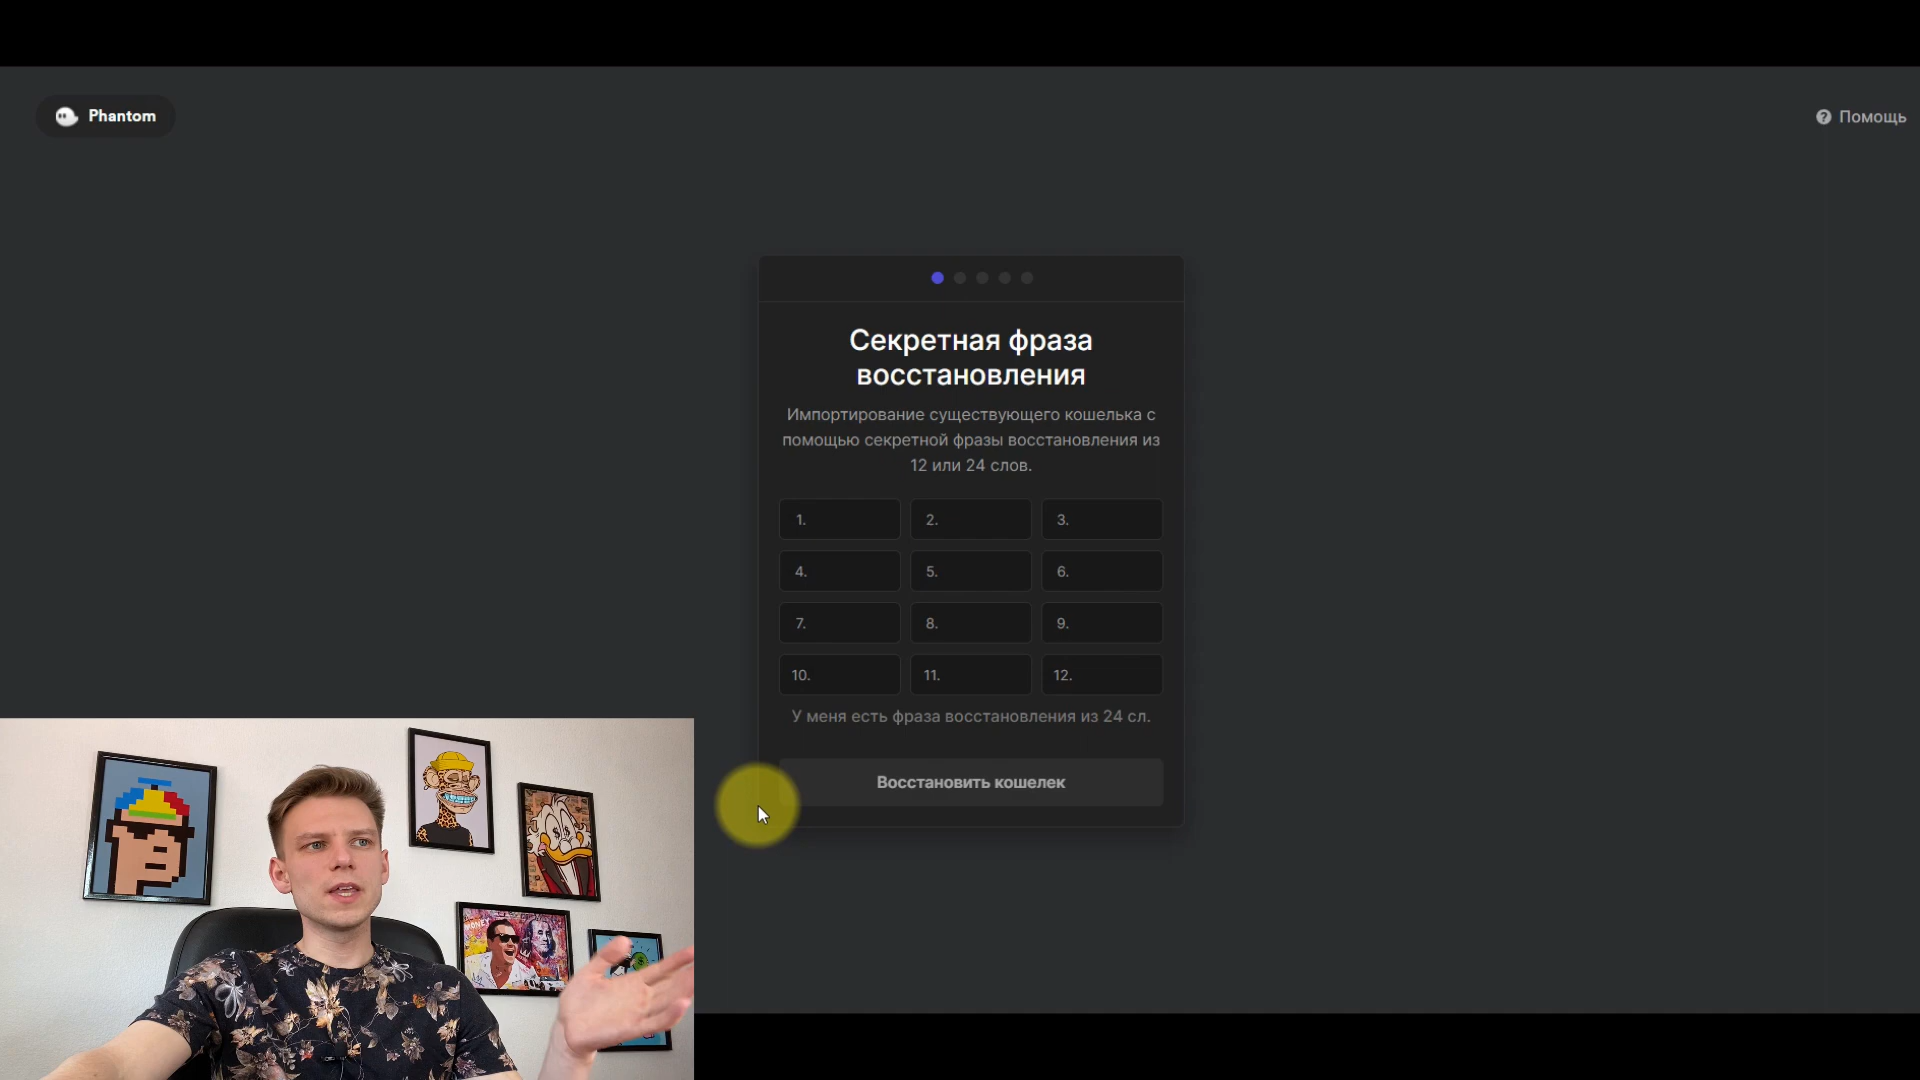 Phantom
Помощь
Секретная фраза
восстановления
Импортирование существующего кошелька с
помощью секретной фразы восстановления из
12 или 24 слов.
1.
2.
3.
4.
5.
6.
7.
8.
9.
10.
11.
12.
У меня есть фраза восстановления из 24 сл.
Восстановить кошелек
MONEY